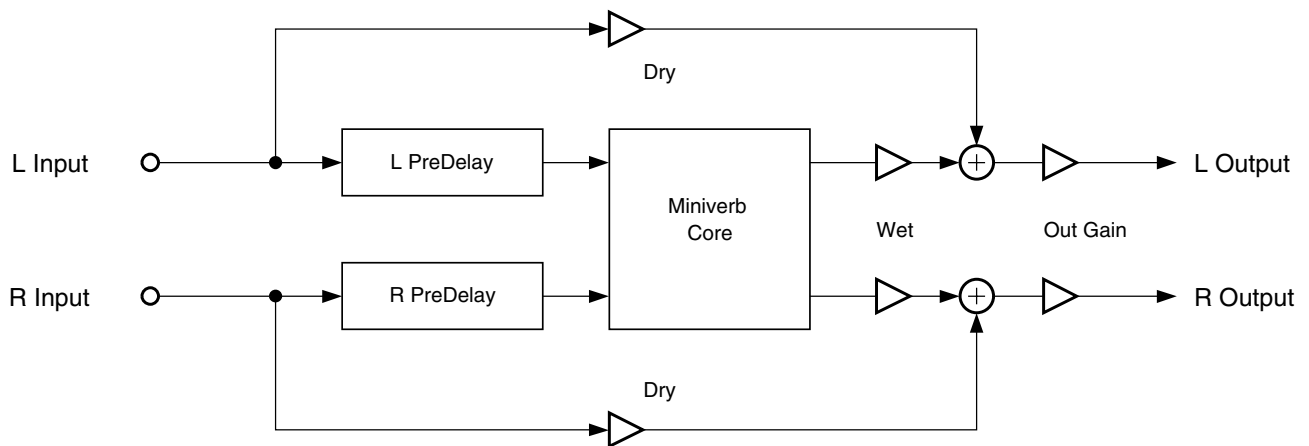 Dry
L Input
L PreDelay
L Output
Miniverb
Core
Wet
Out Gain
R Input
R PreDelay
R Output
Dry